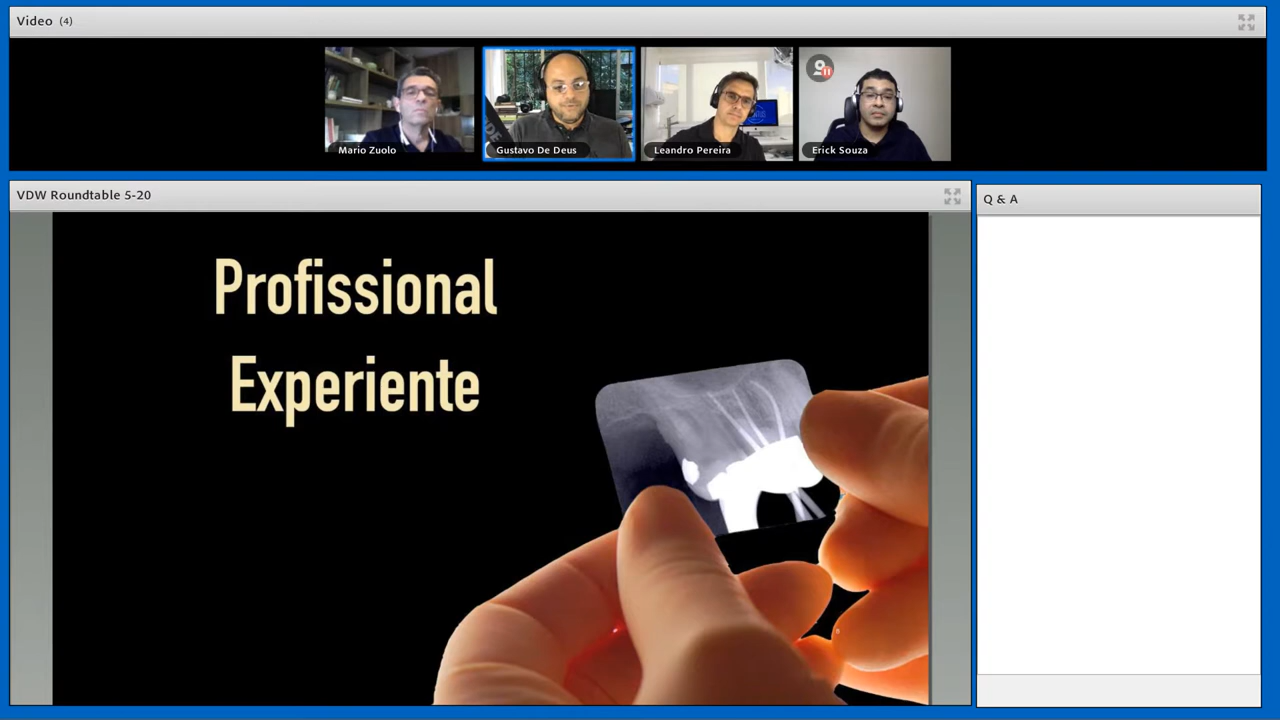 Video (4)
Mario Zuolo
Gustavo De Deus
Leandro Pereira
Erick Souza
VDW Roundtable 5-20
Q & A
Profissional
Experiente